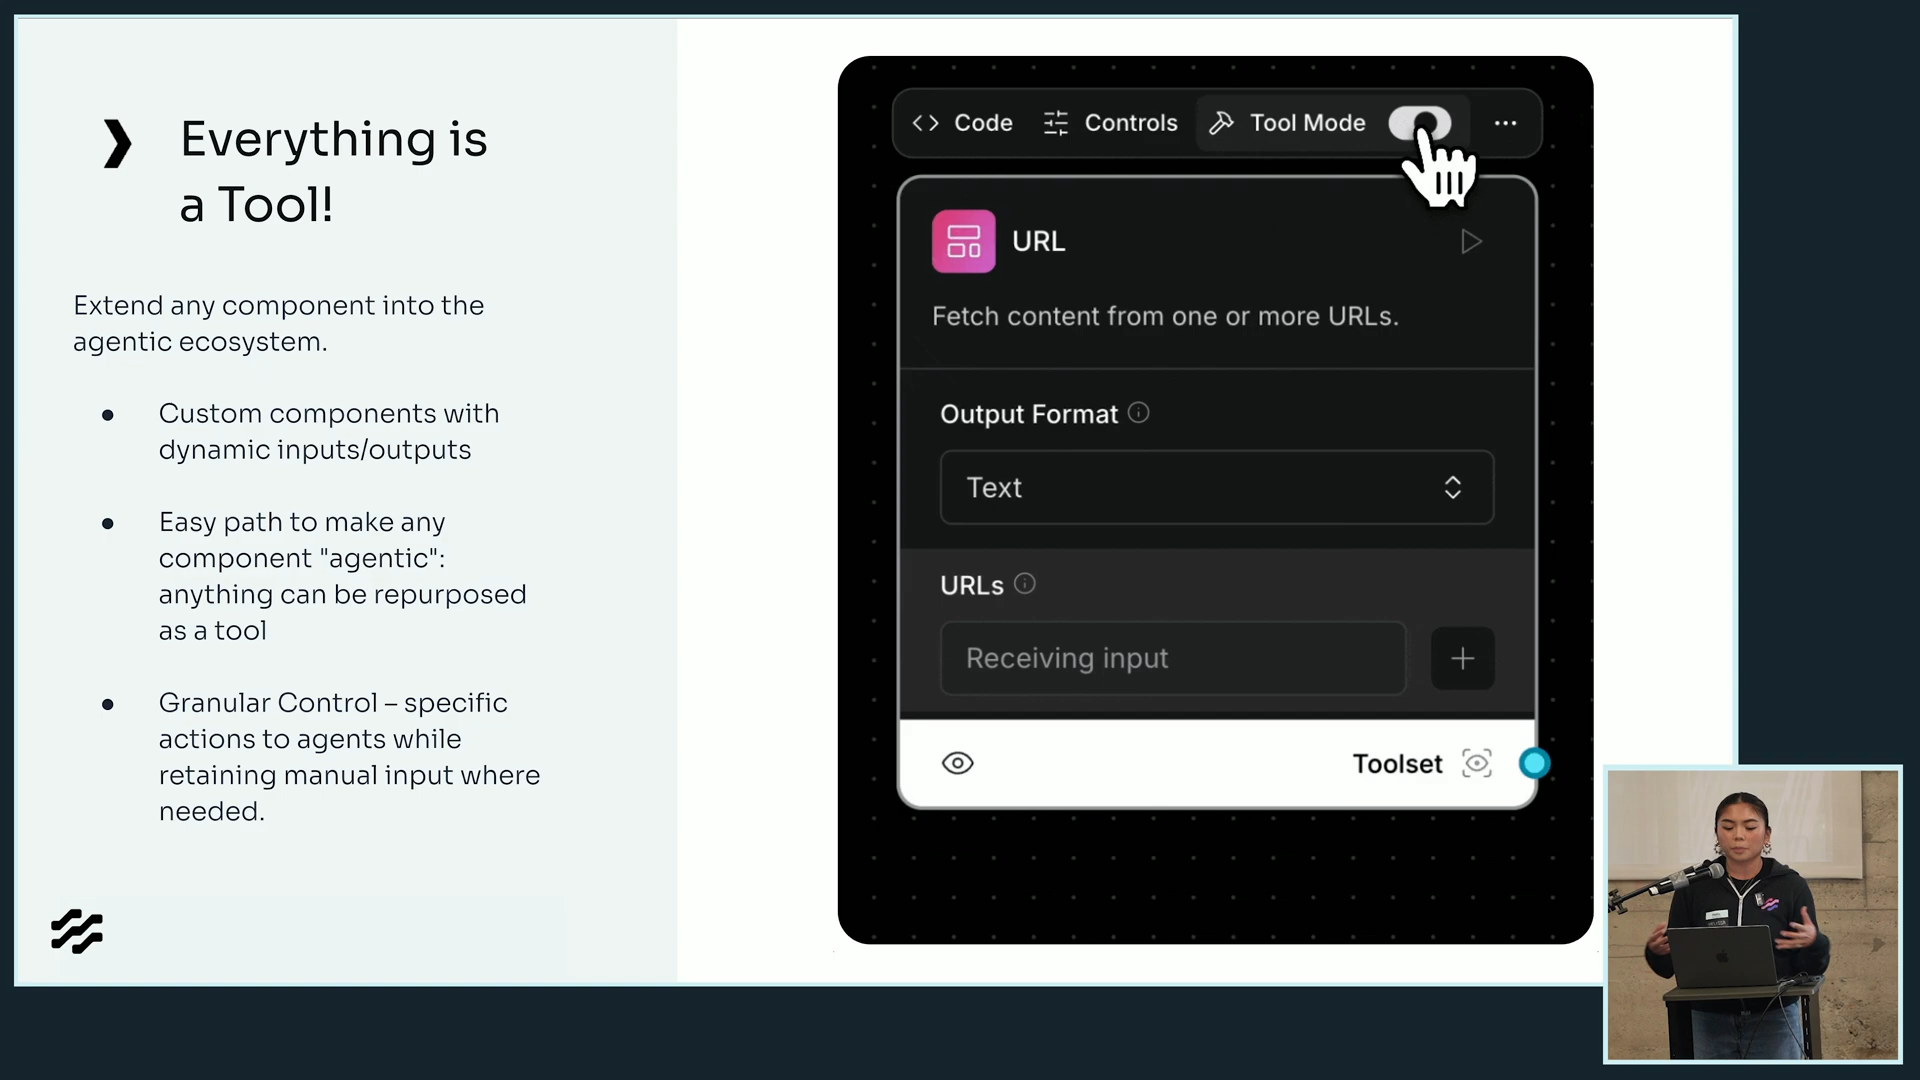 Everything is
a Tool!
Extend any component into the
agentic ecosystem.
● Custom components with
dynamic inputs/outputs
● Easy path to make any
component "agentic":
anything can be repurposed
as a tool
● Granular Control – specific
actions to agents while
retaining manual input where
needed.
Code Controls Tool Mode
URL
Fetch content from one or more URLs.
Output Format
Text
URLs
Receiving input
Toolset